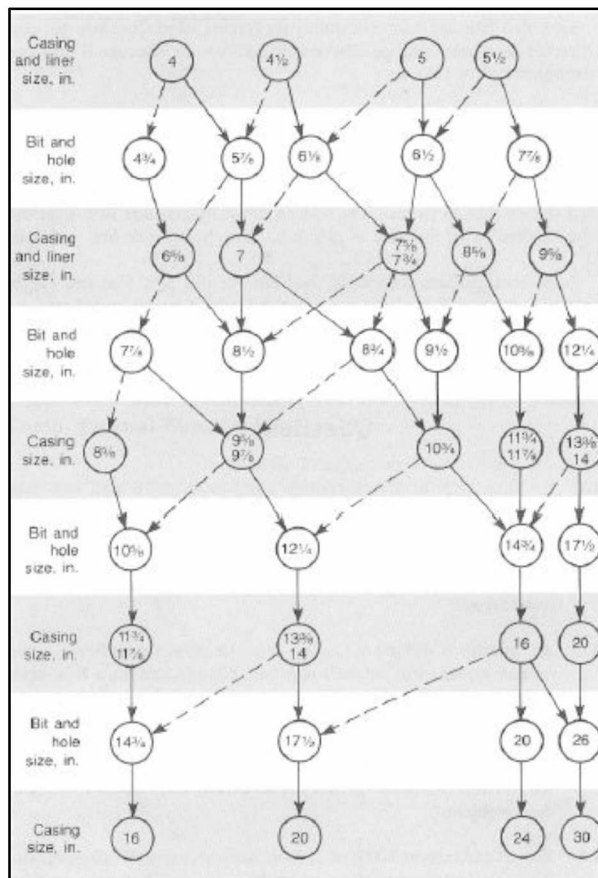 Casing
and liner
size, in.
4 4½ 5 5½
Bit and
hole
size, in.
4¾ 5⅞ 6⅛ 6½ 7⅞
Casing
and liner
size, in.
6⅝ 7 7⅝
7¾ 8⅝ 9⅝
Bit and
hole
size, in.
7⅞ 8½ 8¾ 9½ 10⅝ 12¼
Casing
size, in.
8⅝ 9⅝
9⅞ 10¾ 11¾
11⅞ 13⅜
14
Bit and
hole
size, in.
10⅝ 12¼ 14¾ 17½
Casing
size, in.
11¾
11⅞ 13⅜
14 16 20
Bit and
hole
size, in.
14¾ 17½ 20 26
Casing
size, in.
16 20 24 30